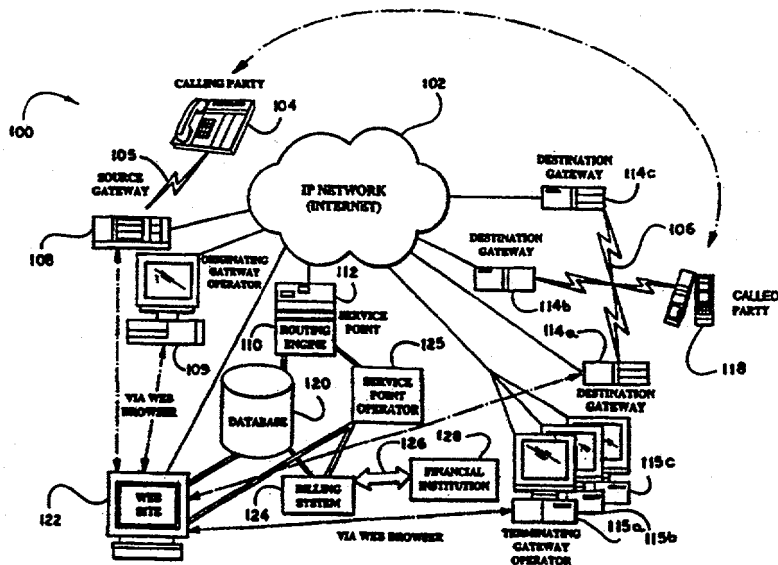 CALLING PARTY
104
102
100
105
SOURCE
GATEWAY
IP NETWORK
(INTERNET)
DESTINATION
GATEWAY
114c
108
106
DESTINATION
GATEWAY
ORIGINATING
GATEWAY
OPERATOR
112
SERVICE
POINT
114b
CALLED
PARTY
110
ROUTING
ENGINE
114a
118
109
125
120
SERVICE
POINT
OPERATOR
DESTINATION
GATEWAY
VIA WEB
BROWSER
DATABASE
126
128
WEB
SITE
122
124
BILLING
SYSTEM
FINANCIAL
INSTITUTION
115c
115a
115b
VIA WEB BROWSER
TERMINATING
GATEWAY
OPERATOR